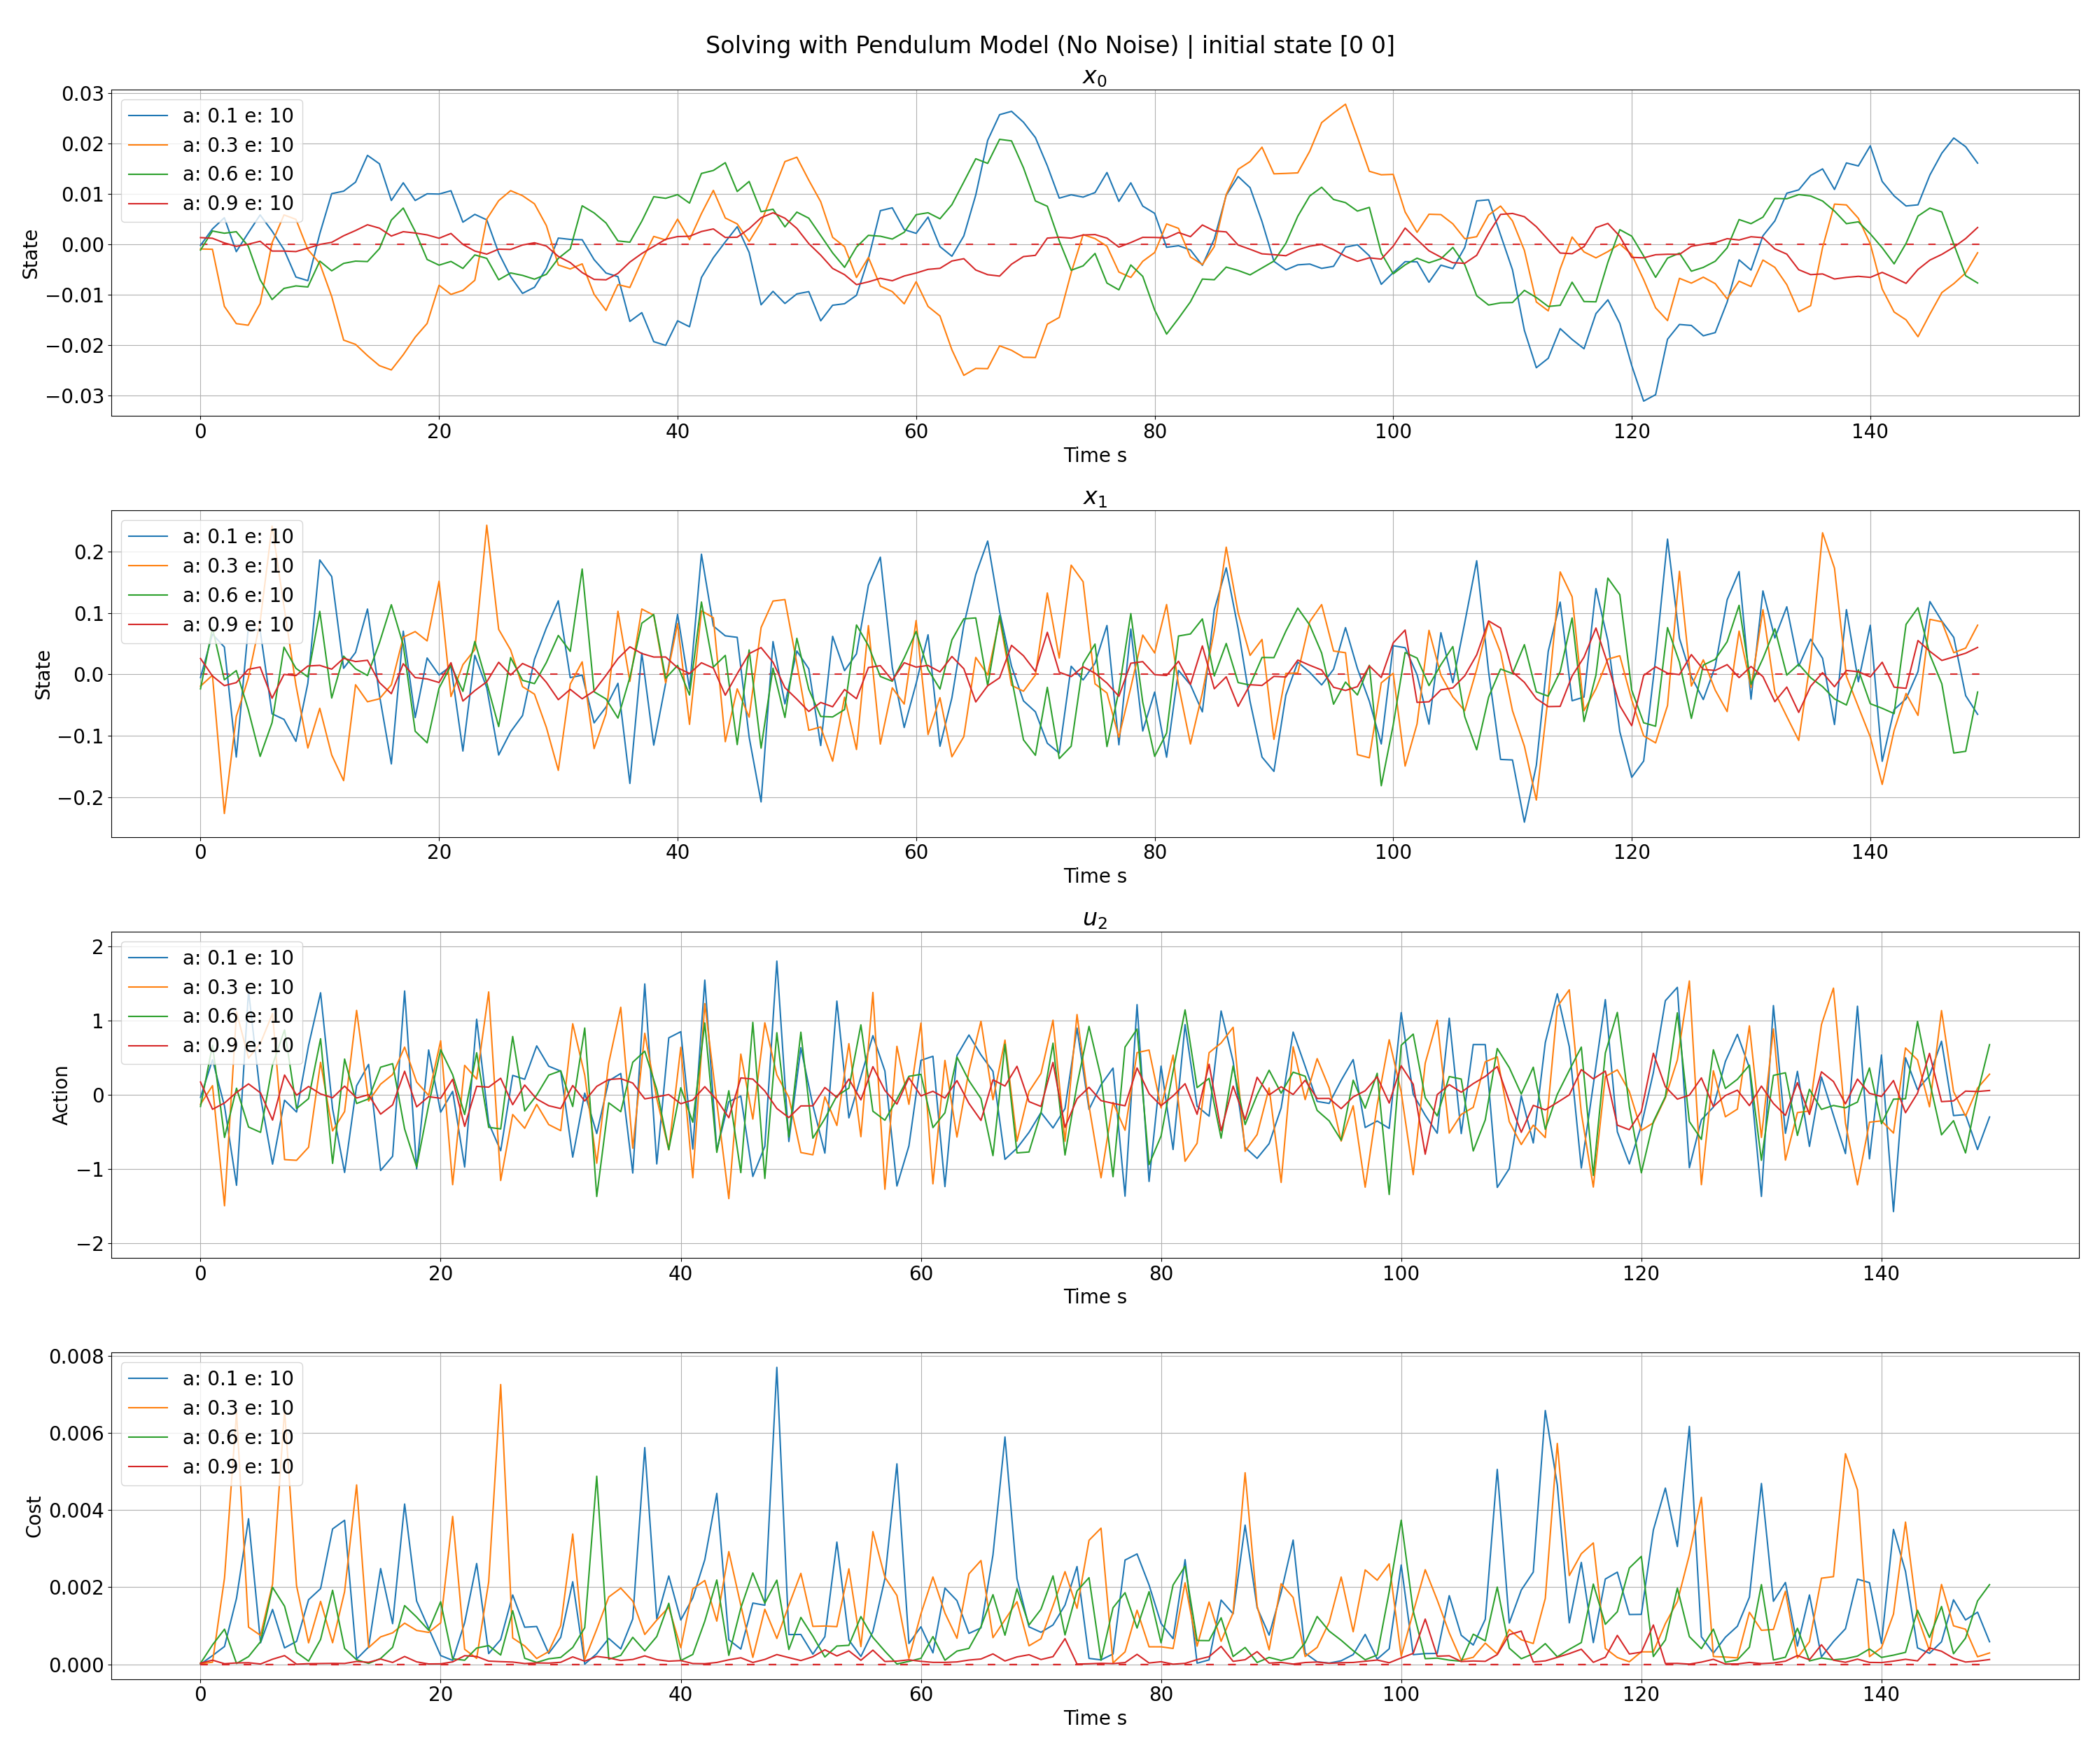 Solving with Pendulum Model (No Noise) | initial state [0 0]
x₀
0.03
0.02
0.01
0.00
−0.01
−0.02
−0.03
State
a: 0.1 e: 10
a: 0.3 e: 10
a: 0.6 e: 10
a: 0.9 e: 10
0 20 40 60 80 100 120 140
Time s
x₁
0.2
0.1
0.0
−0.1
−0.2
State
a: 0.1 e: 10
a: 0.3 e: 10
a: 0.6 e: 10
a: 0.9 e: 10
0 20 40 60 80 100 120 140
Time s
u₂
2
1
0
−1
−2
Action
a: 0.1 e: 10
a: 0.3 e: 10
a: 0.6 e: 10
a: 0.9 e: 10
0 20 40 60 80 100 120 140
Time s
0.008
0.006
0.004
0.002
0.000
Cost
a: 0.1 e: 10
a: 0.3 e: 10
a: 0.6 e: 10
a: 0.9 e: 10
0 20 40 60 80 100 120 140
Time s